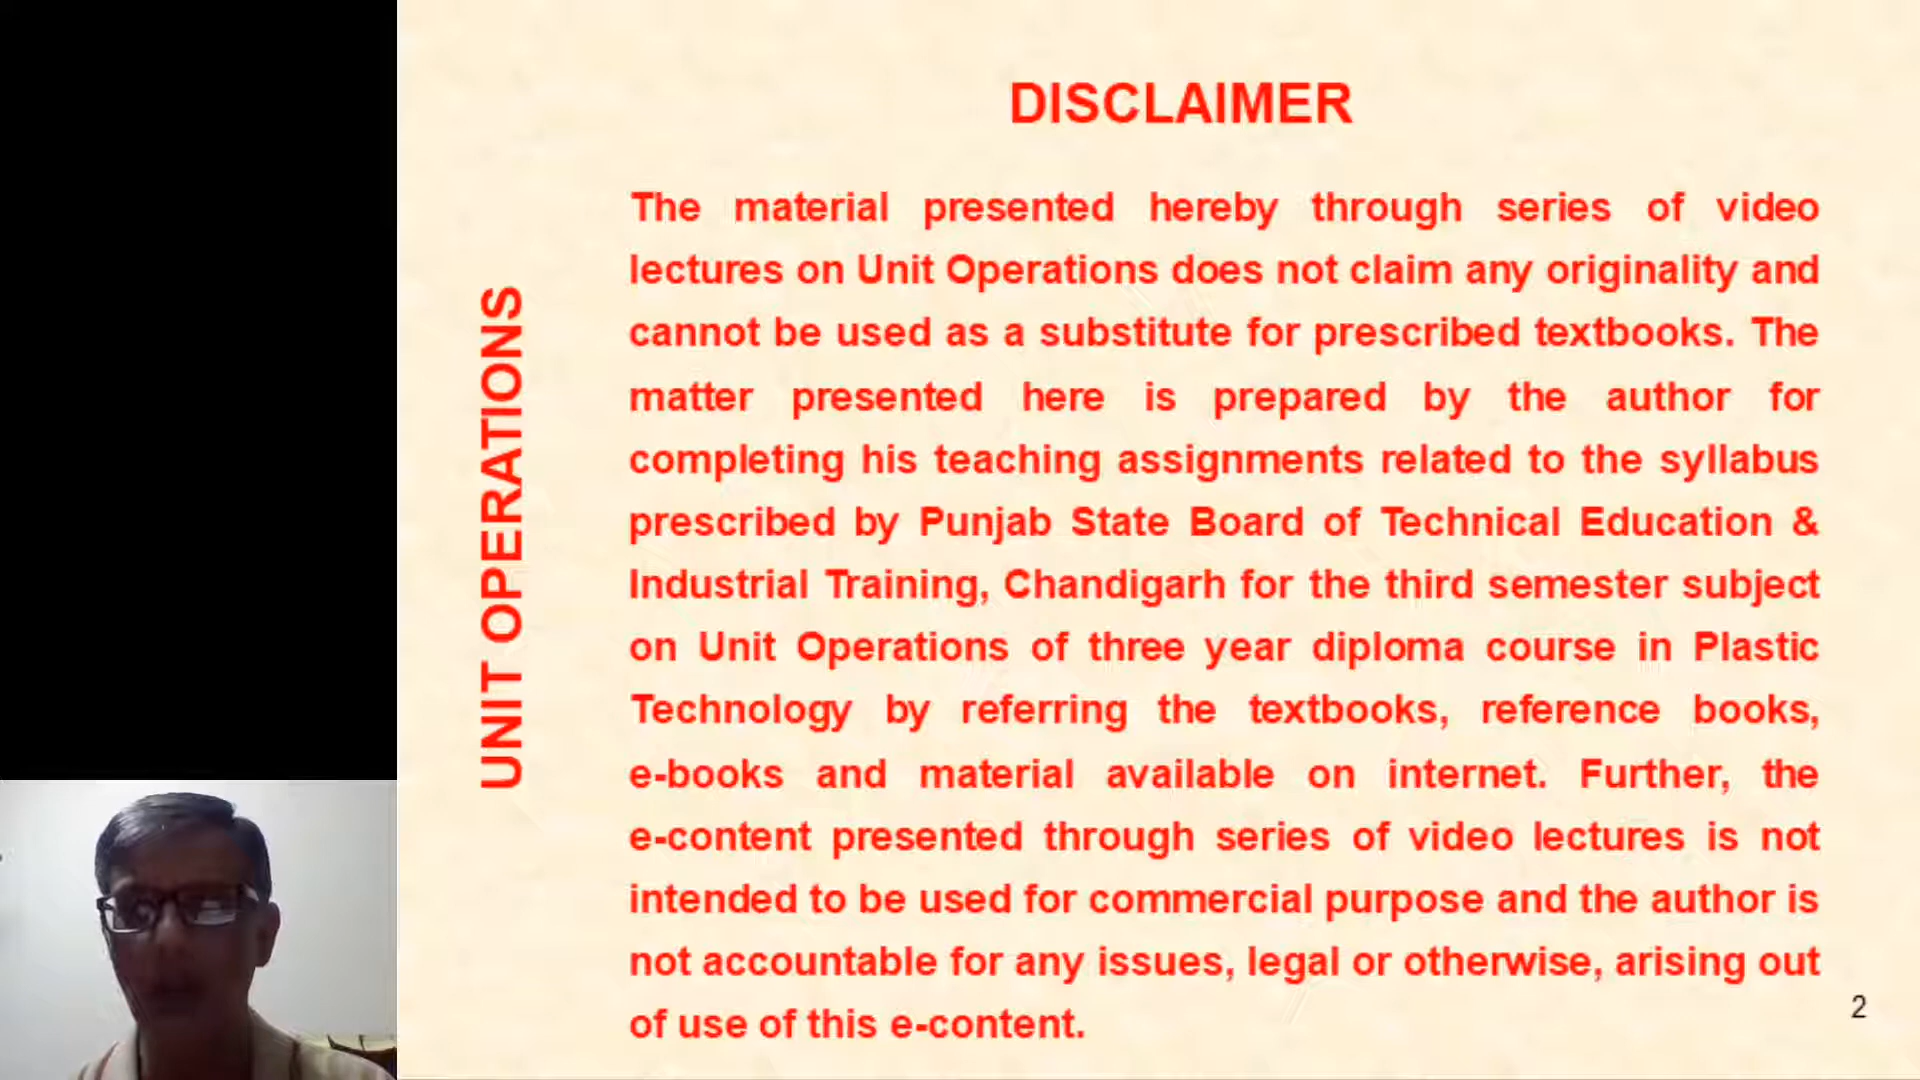 DISCLAIMER
UNIT OPERATIONS
The material presented hereby through series of video
lectures on Unit Operations does not claim any originality and
cannot be used as a substitute for prescribed textbooks. The
matter presented here is prepared by the author for
completing his teaching assignments related to the syllabus
prescribed by Punjab State Board of Technical Education &
Industrial Training, Chandigarh for the third semester subject
on Unit Operations of three year diploma course in Plastic
Technology by referring the textbooks, reference books,
e-books and material available on internet. Further, the
e-content presented through series of video lectures is not
intended to be used for commercial purpose and the author is
not accountable for any issues, legal or otherwise, arising out
of use of this e-content.
2